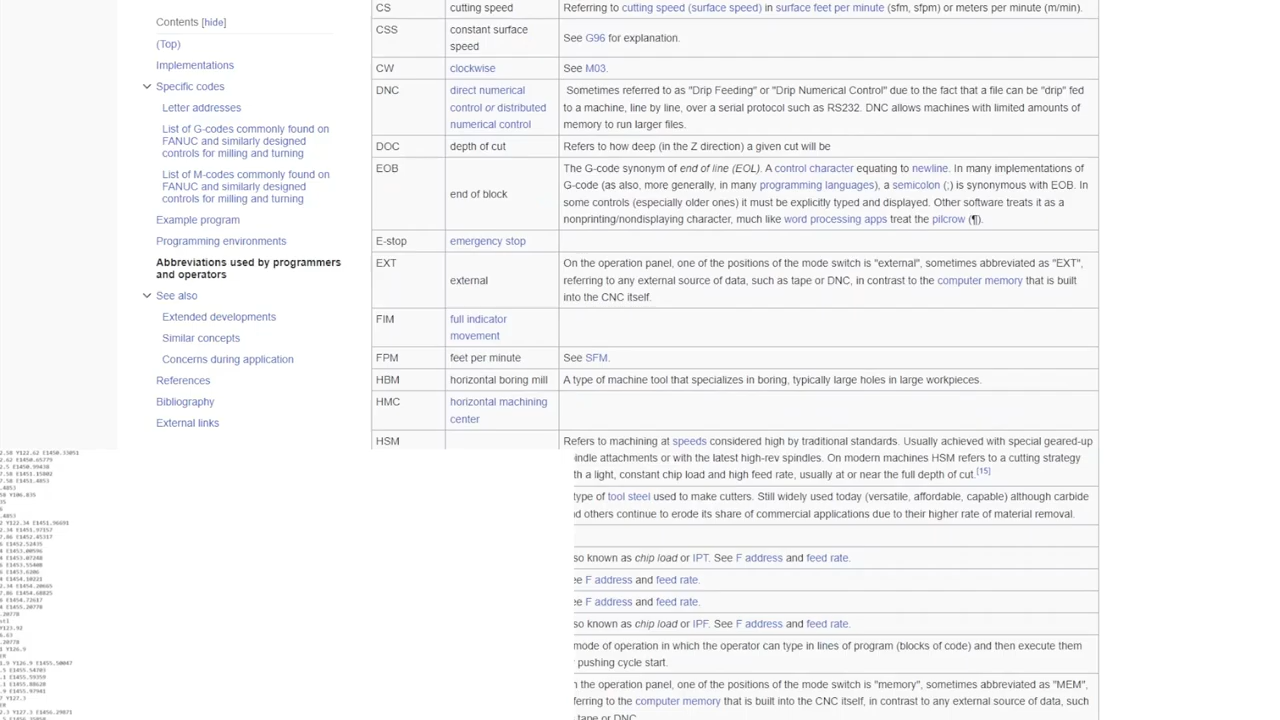 Contents [hide]
(Top)
Implementations
Specific codes
Letter addresses
List of G-codes commonly found on
FANUC and similarly designed
controls for milling and turning
List of M-codes commonly found on
FANUC and similarly designed
controls for milling and turning
Example program
Programming environments
Abbreviations used by programmers
and operators
See also
Extended developments
Similar concepts
Concerns during application
References
Bibliography
External links
CS cutting speed Referring to cutting speed (surface speed) in surface feet per minute (sfm, sfpm) or meters per minute (m/min).
CSS constant surface
speed See G96 for explanation.
CW clockwise See M03.
DNC direct numerical
control or distributed
numerical control
Sometimes referred to as "Drip Feeding" or "Drip Numerical Control" due to the fact that a file can be "drip" fed
to a machine, line by line, over a serial protocol such as RS232. DNC allows machines with limited amounts of
memory to run larger files.
DOC depth of cut Refers to how deep (in the Z direction) a given cut will be
EOB end of block
The G-code synonym of end of line (EOL). A control character equating to newline. In many implementations of
G-code (as also, more generally, in many programming languages), a semicolon (;) is synonymous with EOB. In
some controls (especially older ones) it must be explicitly typed and displayed. Other software treats it as a
nonprinting/nondisplaying character, much like word processing apps treat the pilcrow (¶).
E-stop emergency stop
EXT external
On the operation panel, one of the positions of the mode switch is "external", sometimes abbreviated as "EXT",
referring to any external source of data, such as tape or DNC, in contrast to the computer memory that is built
into the CNC itself.
FIM full indicator
movement
FPM feet per minute See SFM.
HBM horizontal boring mill A type of machine tool that specializes in boring, typically large holes in large workpieces.
HMC horizontal machining
center
HSM Refers to machining at speeds considered high by traditional standards. Usually achieved with special geared-up
indle attachments or with the latest high-rev spindles. On modern machines HSM refers to a cutting strategy
th a light, constant chip load and high feed rate, usually at or near the full depth of cut.[15]
type of tool steel used to make cutters. Still widely used today (versatile, affordable, capable) although carbide
d others continue to erode its share of commercial applications due to their higher rate of material removal.
so known as chip load or IPT. See F address and feed rate.
ee F address and feed rate.
ee F address and feed rate.
so known as chip load or IPF. See F address and feed rate.
mode of operation in which the operator can type in lines of program (blocks of code) and then execute them
pushing cycle start.
n the operation panel, one of the positions of the mode switch is "memory", sometimes abbreviated as "MEM",
ferring to the computer memory that is built into the CNC itself, in contrast to any external source of data, such
tape or DNC.